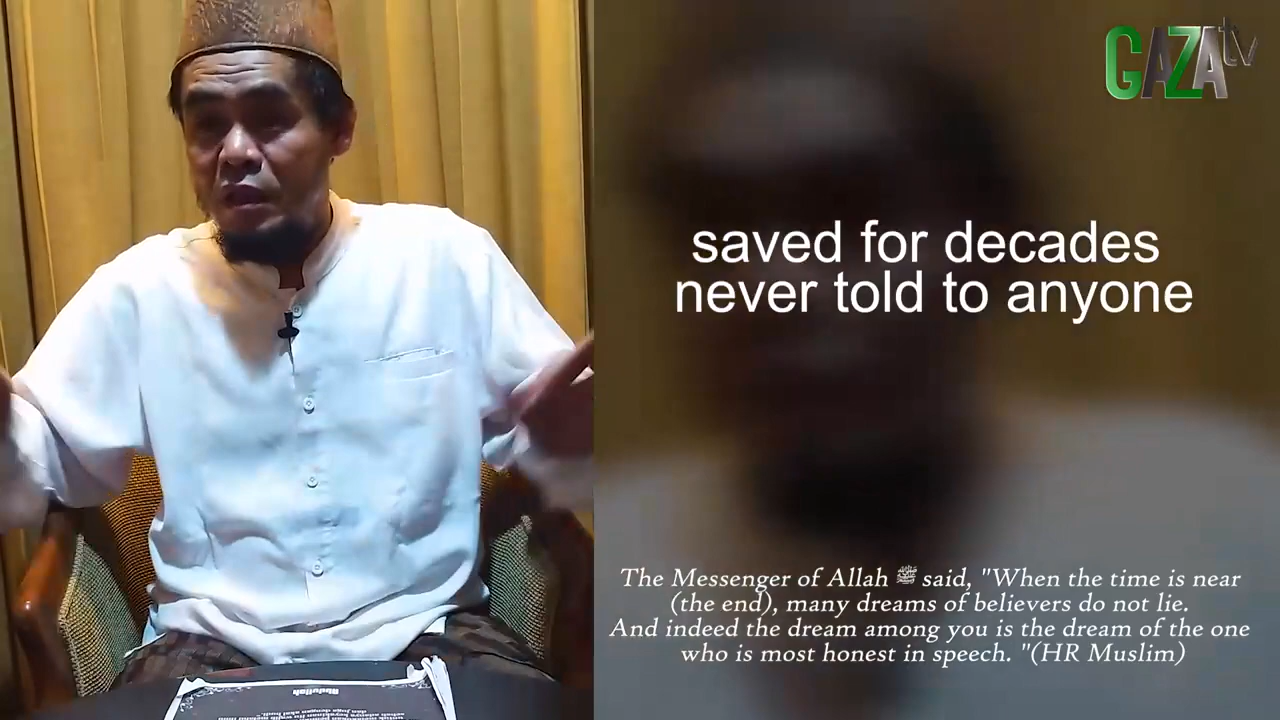 GAZA tv
saved for decades
never told to anyone
The Messenger of Allah ﷺ said, "When the time is near
(the end), many dreams of believers do not lie.
And indeed the dream among you is the dream of the one
who is most honest in speech. "(HR Muslim)
Abdullah